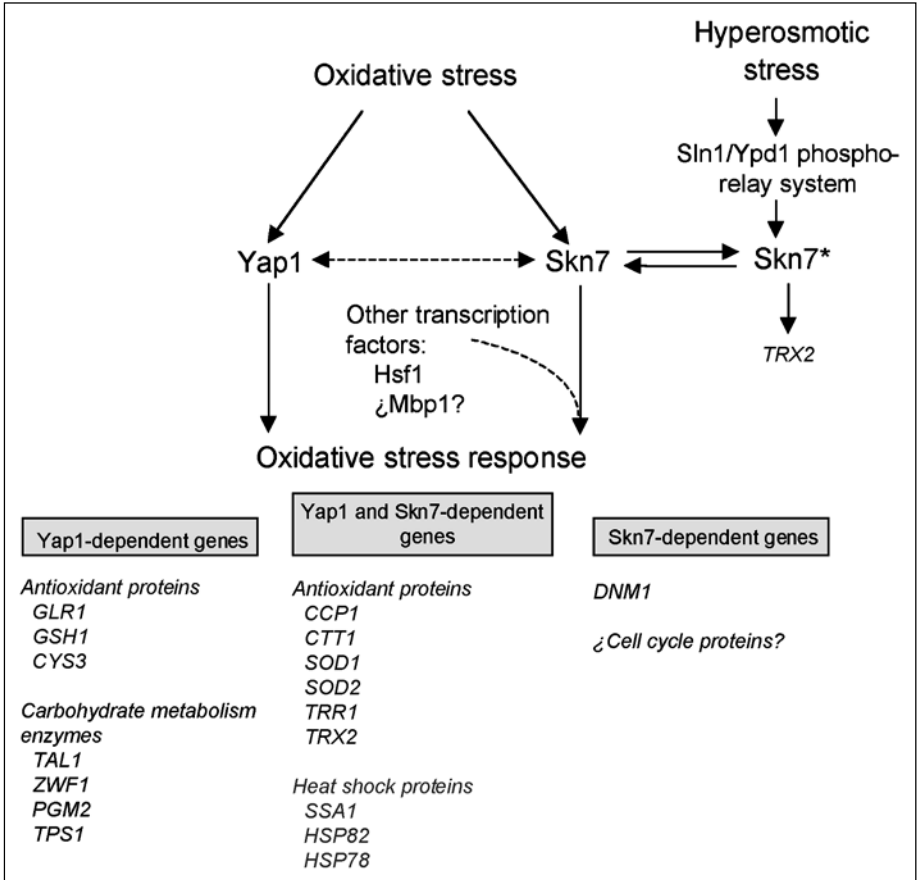 Oxidative stress
Hyperosmotic
stress
Sln1/Ypd1 phospho-
relay system
Yap1
Skn7
Skn7*
TRX2
Other transcription
factors:
Hsf1
¿Mbp1?
Oxidative stress response
Yap1-dependent genes
Antioxidant proteins
GLR1
GSH1
CYS3
Carbohydrate metabolism
enzymes
TAL1
ZWF1
PGM2
TPS1
Yap1 and Skn7-dependent
genes
Antioxidant proteins
CCP1
CTT1
SOD1
SOD2
TRR1
TRX2
Heat shock proteins
SSA1
HSP82
HSP78
Skn7-dependent genes
DNM1
¿Cell cycle proteins?